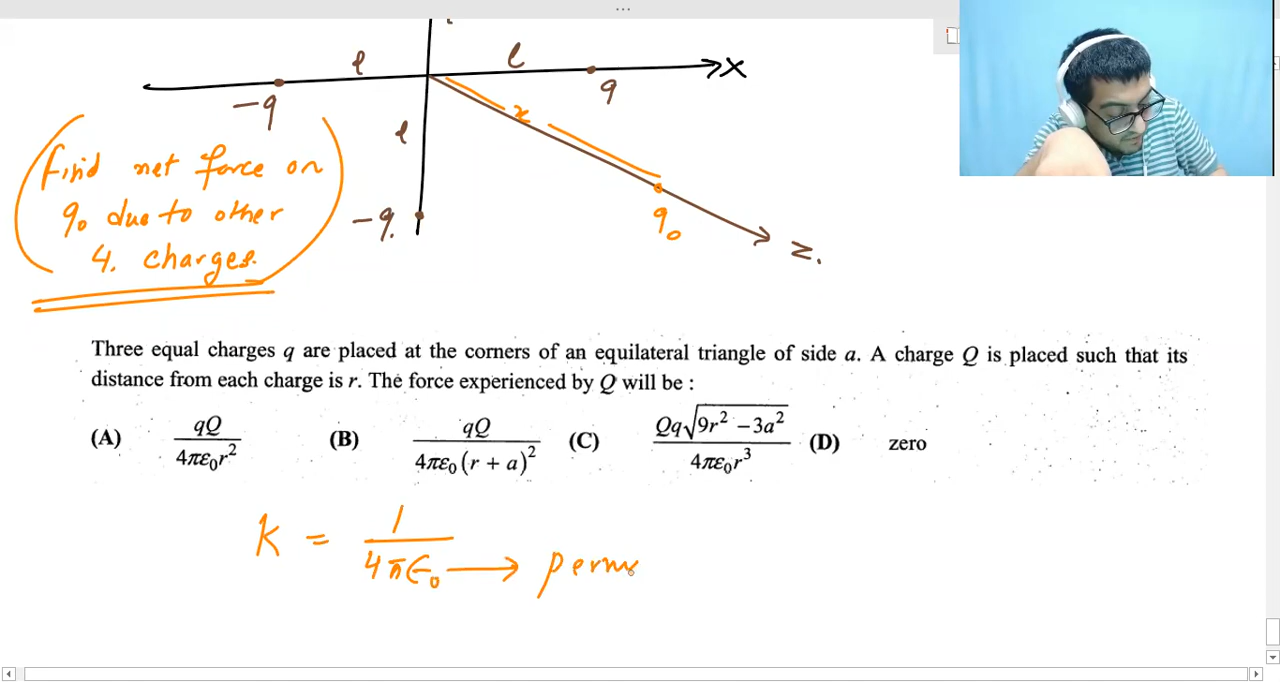 l
l
x
-q
q
l
x
Find net force on
q₀ due to other
4. charges.
-q.
q₀
z.
Three equal charges q are placed at the corners of an equilateral triangle of side a. A charge Q is placed such that its
distance from each charge is r. The force experienced by Q will be :
(A) qQ / 4πε₀r² (B) qQ / 4πε₀(r + a)² (C) Qq√(9r² – 3a²) / 4πε₀r³ (D) zero
K = 1 / 4πϵ₀ → perm